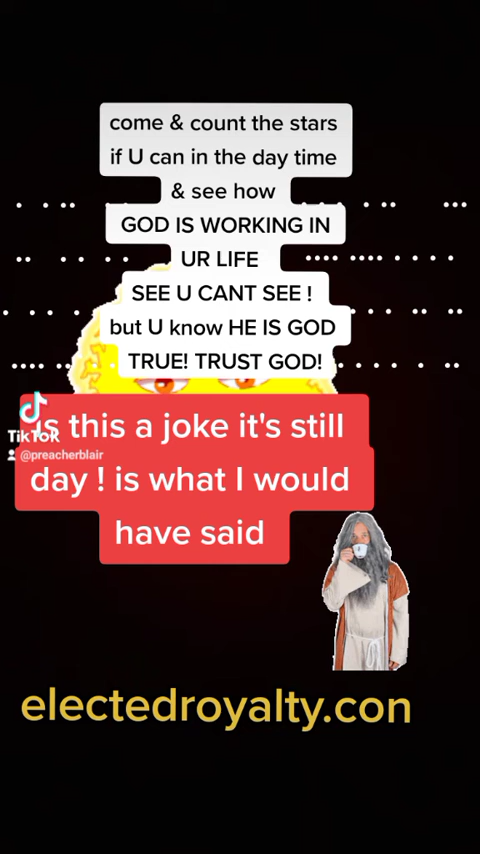 come & count the stars
if U can in the day time
& see how
GOD IS WORKING IN
UR LIFE
SEE U CANT SEE !
but U know HE IS GOD
TRUE! TRUST GOD!
is this a joke it's still
day ! is what I would
have said
TikTok
@preacherblair
electedroyalty.con